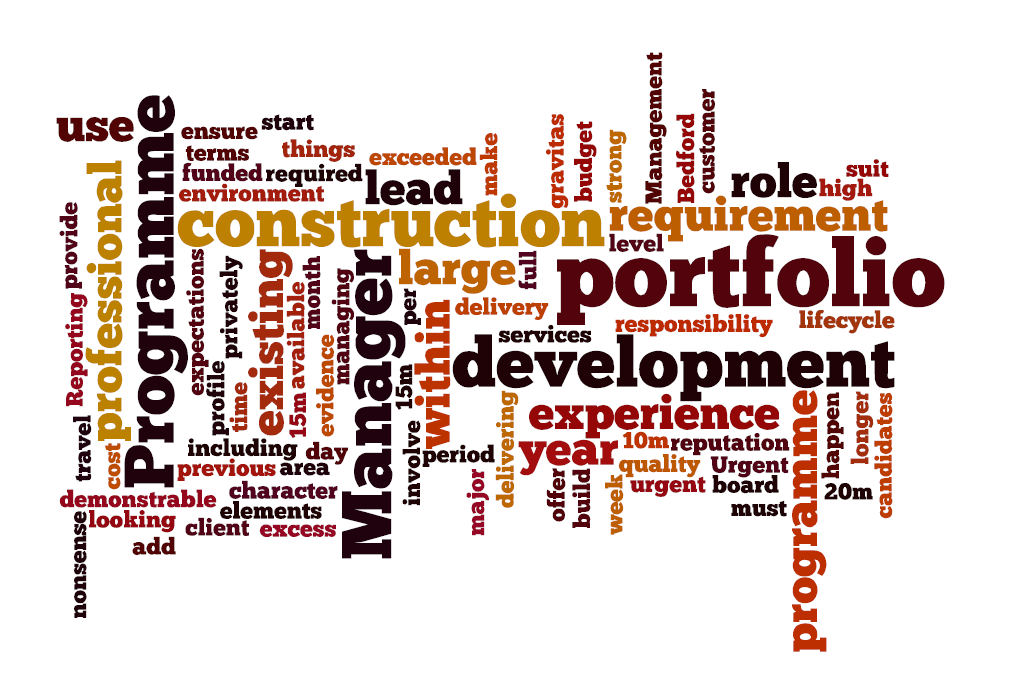 use
Programme
ensure
start
terms
things
exceeded
make
funded
required
environment
lead
gravitas
budget
strong
Management
Bedford
customer
role
suit
high
professional
construction
requirement
level
provide
Reporting
expectations
privately
existing
month
available
15m
managing
Manager
large
full
portfolio
per
within
delivery
responsibility
lifecycle
services
development
profile
time
evidence
15m
experience
year
delivering
programme
happen
longer
candidates
travel
cost
including
day
previous
area
involve
period
10m
reputation
quality
Urgent
urgent
board
20m
must
demonstrable
character
looking
elements
client
excess
add
nonsense
major
offer
build
week